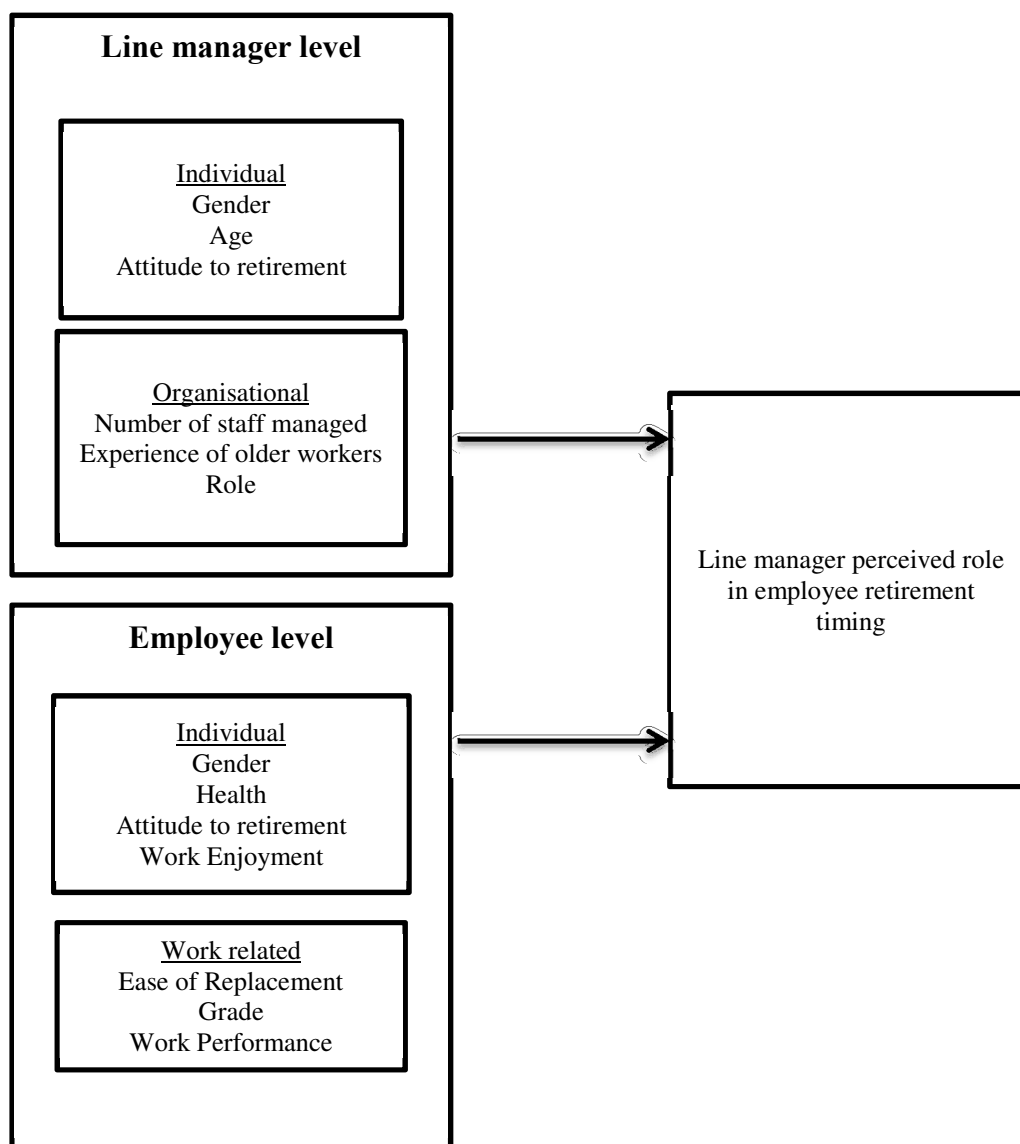 Line manager level
Individual
Gender
Age
Attitude to retirement
Organisational
Number of staff managed
Experience of older workers
Role
Line manager perceived role
in employee retirement
timing
Employee level
Individual
Gender
Health
Attitude to retirement
Work Enjoyment
Work related
Ease of Replacement
Grade
Work Performance